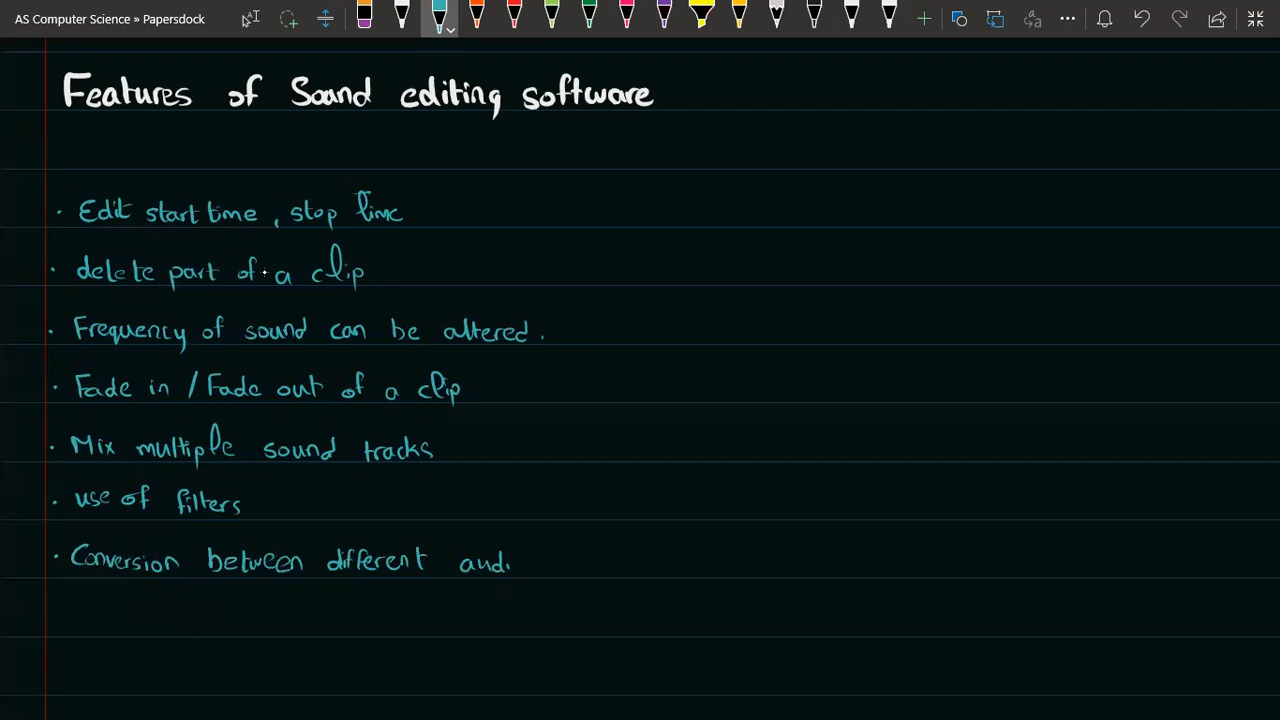 AS Computer Science » Papersdock
Features of Sound editing software
· Edit start time, stop time
· delete part of a clip
· Frequency of sound can be altered.
· Fade in / Fade out of a clip
· Mix multiple sound tracks
· use of filters
· Conversion between different aud